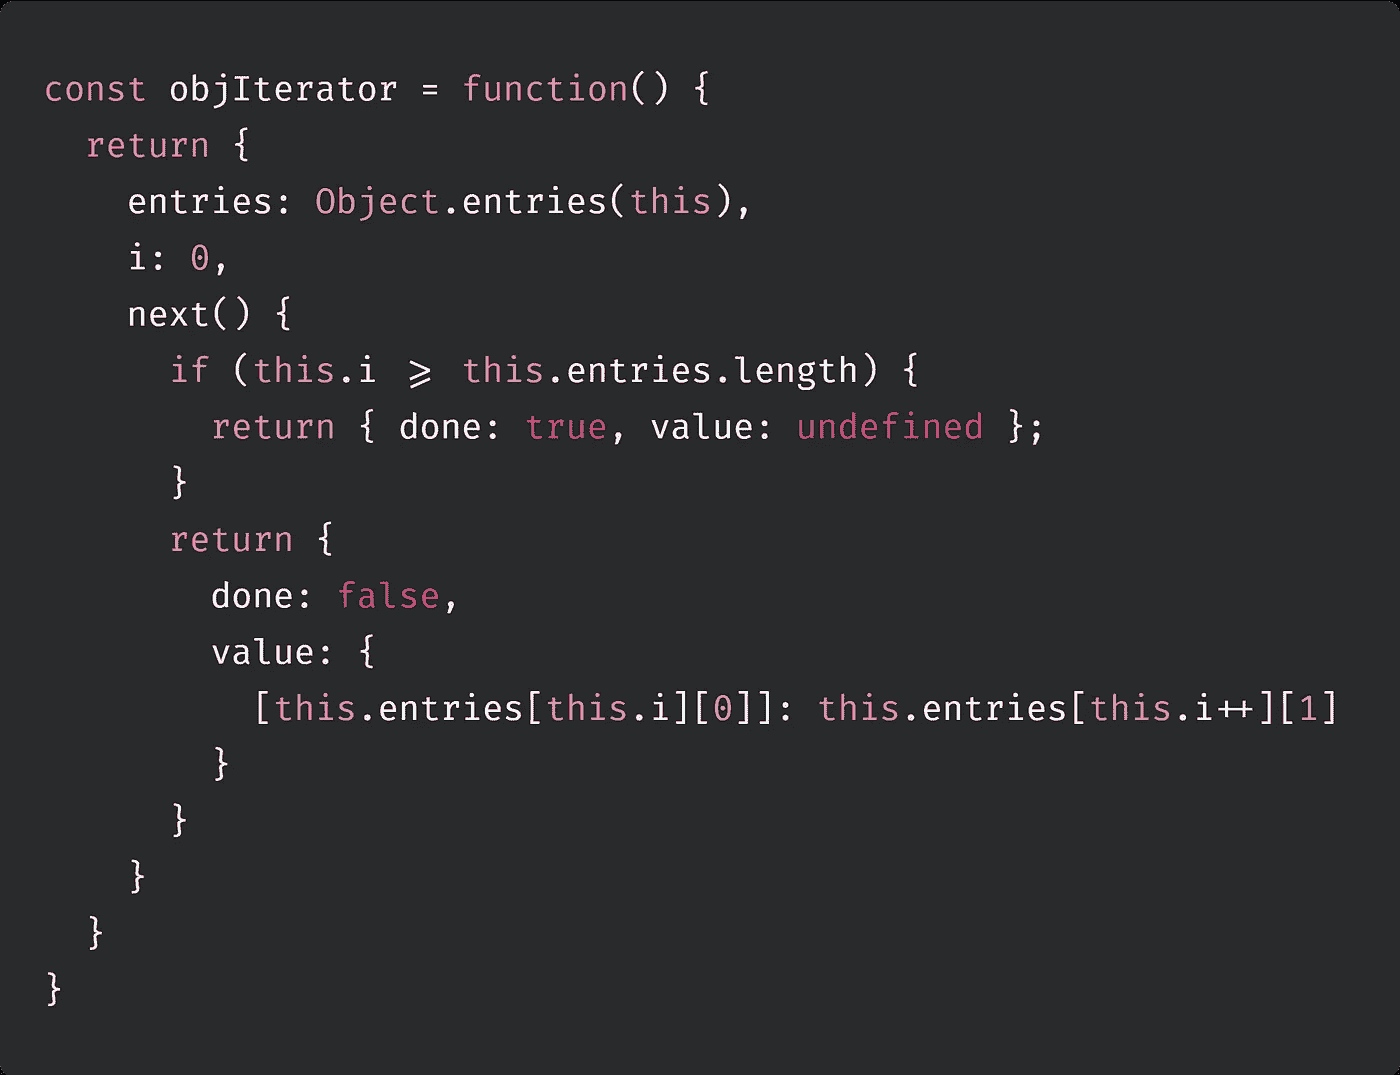 const objIterator = function() {
  return {
    entries: Object.entries(this),
    i: 0,
    next() {
      if (this.i >= this.entries.length) {
        return { done: true, value: undefined };
      }
      return {
        done: false,
        value: {
          [this.entries[this.i][0]]: this.entries[this.i++][1]
        }
      }
    }
  }
}